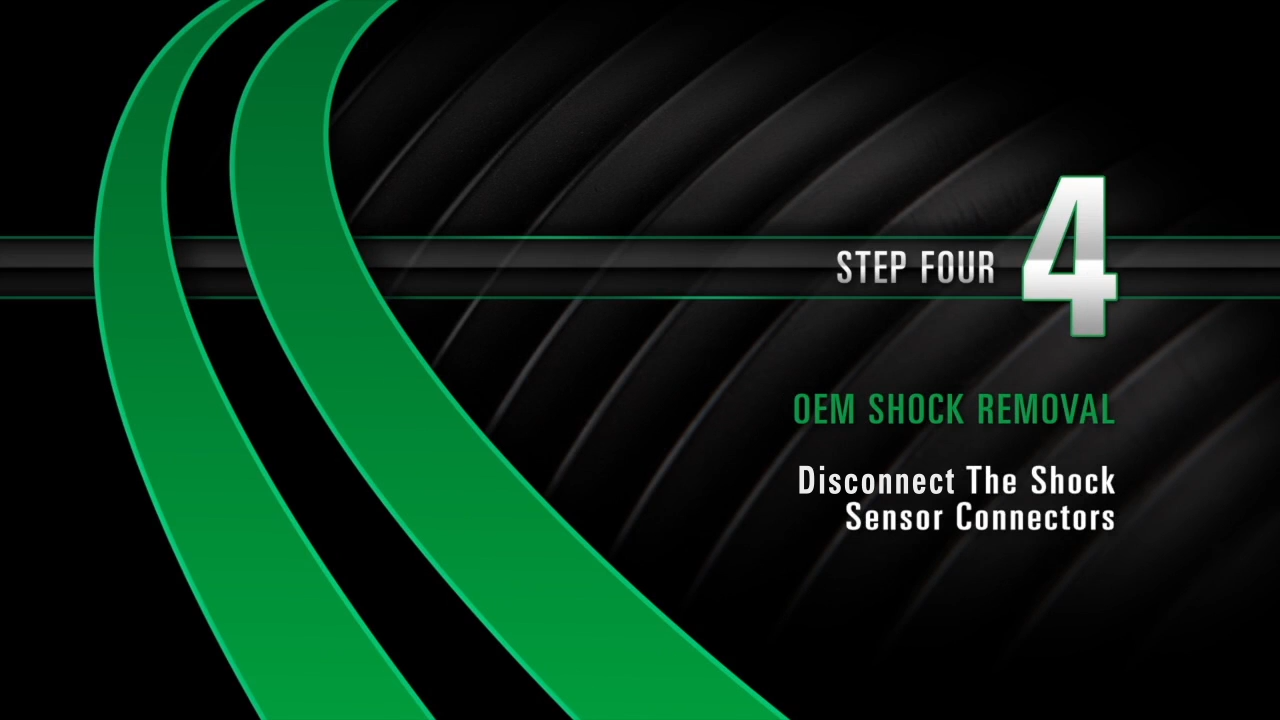 STEP FOUR 4
OEM SHOCK REMOVAL
Disconnect The Shock
Sensor Connectors